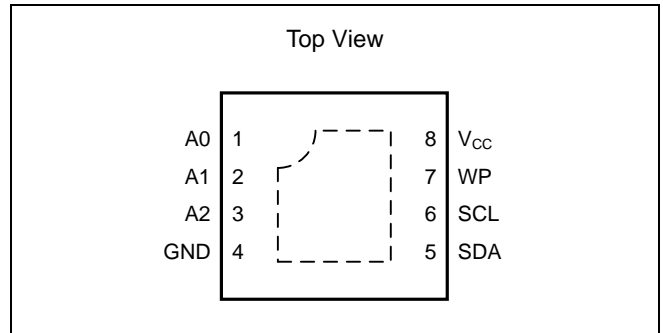 Top View
A0 1 8 VCC
A1 2 7 WP
A2 3 6 SCL
GND 4 5 SDA